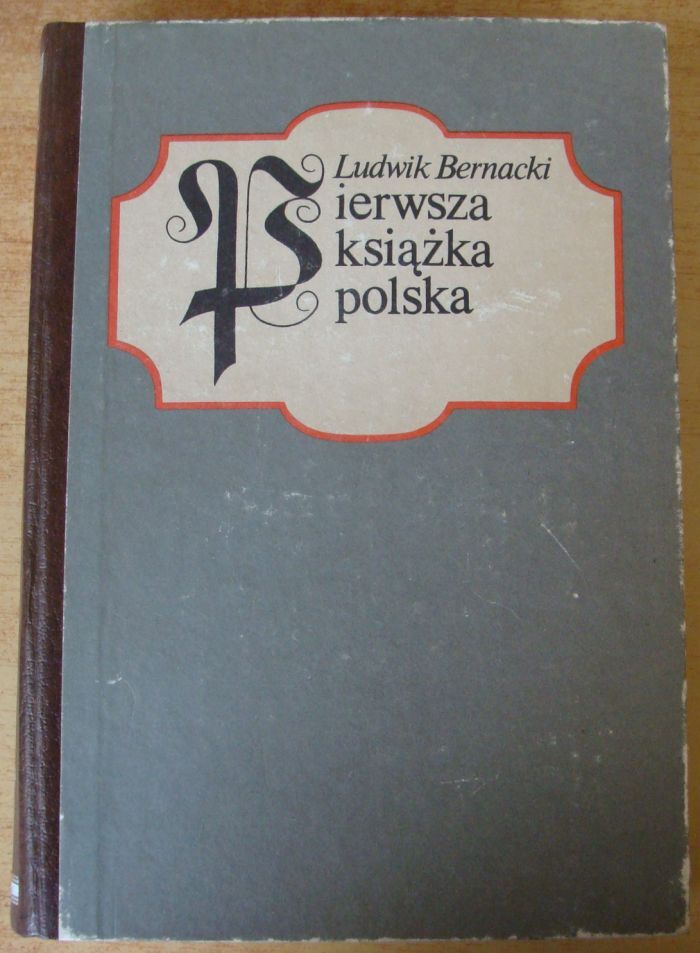 Ludwik Bernacki
Pierwsza
książka
polska